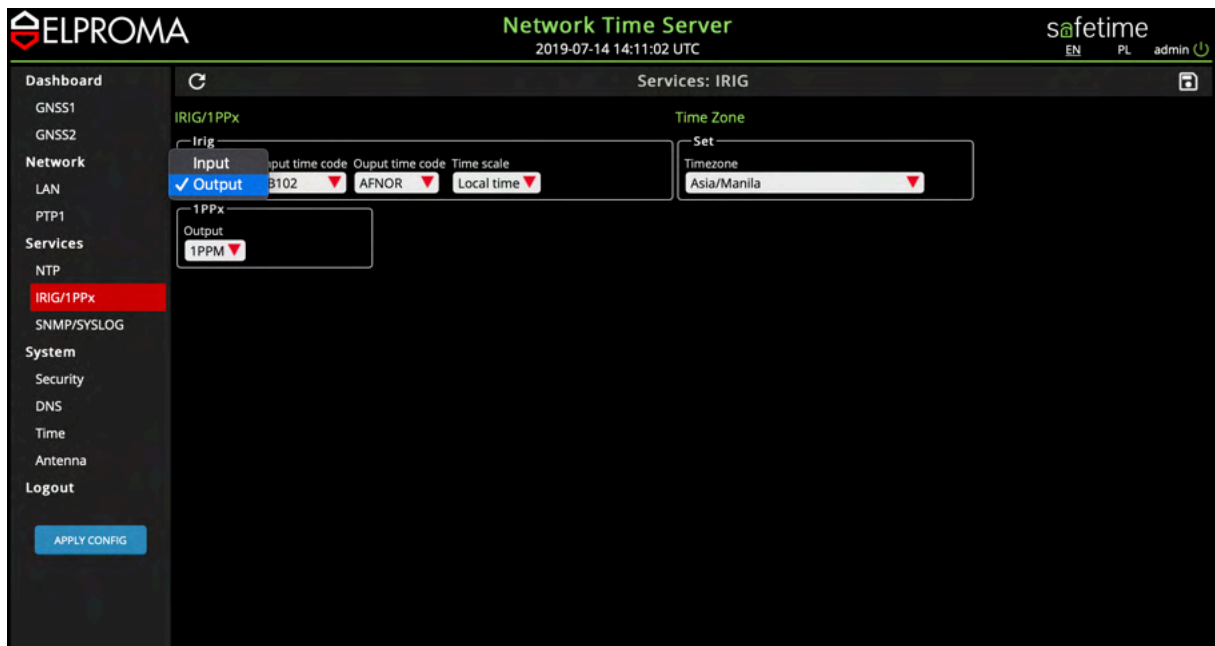 ELPROMA
Network Time Server
2019-07-14 14:11:02 UTC
safetime
EN PL admin
Dashboard
GNSS1
GNSS2
Network
LAN
PTP1
Services
NTP
IRIG/1PPx
SNMP/SYSLOG
System
Security
DNS
Time
Antenna
Logout
APPLY CONFIG
Services: IRIG
IRIG/1PPx
Irig
Input
✓ Output
time code Ouput time code Time scale
B102 AFNOR Local time
1PPx
Output
1PPM
Time Zone
Set
Timezone
Asia/Manila